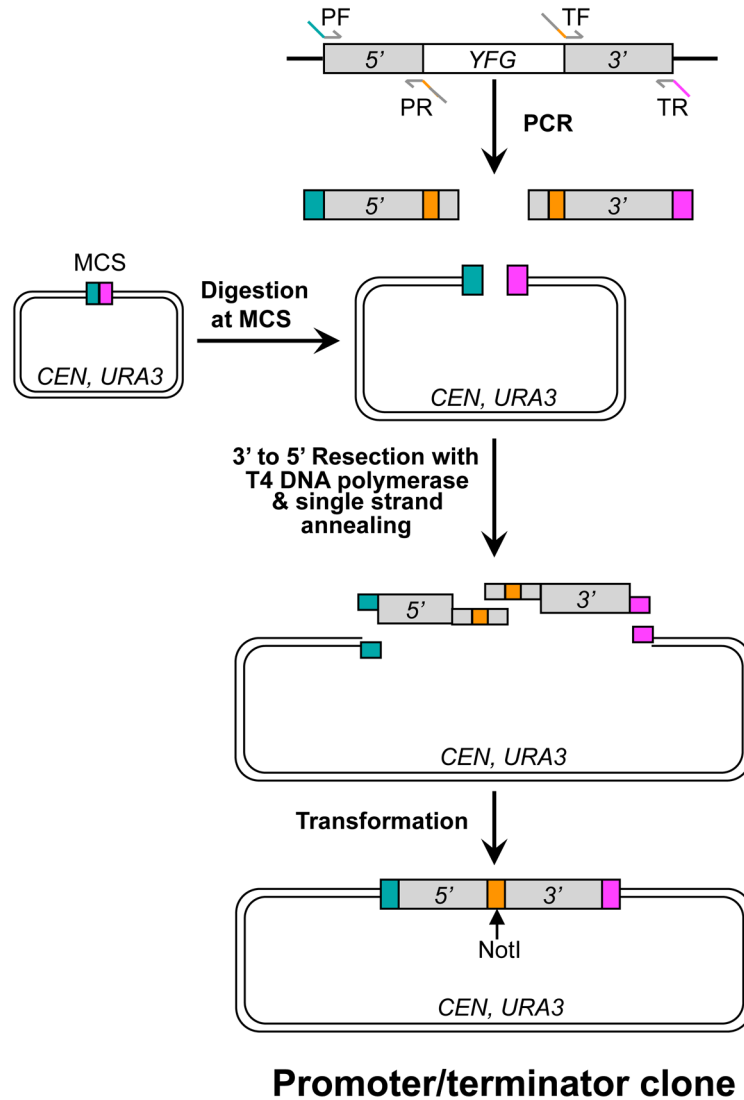 PF
TF
5’
YFG
3’
PR
TR
PCR
5’
3’
MCS
Digestion
at MCS
CEN, URA3
CEN, URA3
3’ to 5’ Resection with
T4 DNA polymerase
& single strand
annealing
5’
3’
CEN, URA3
Transformation
5’
3’
NotI
CEN, URA3
Promoter/terminator clone